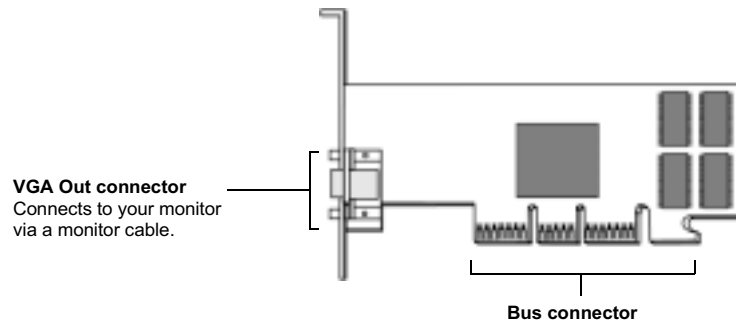 VGA Out connector
Connects to your monitor
via a monitor cable.
Bus connector